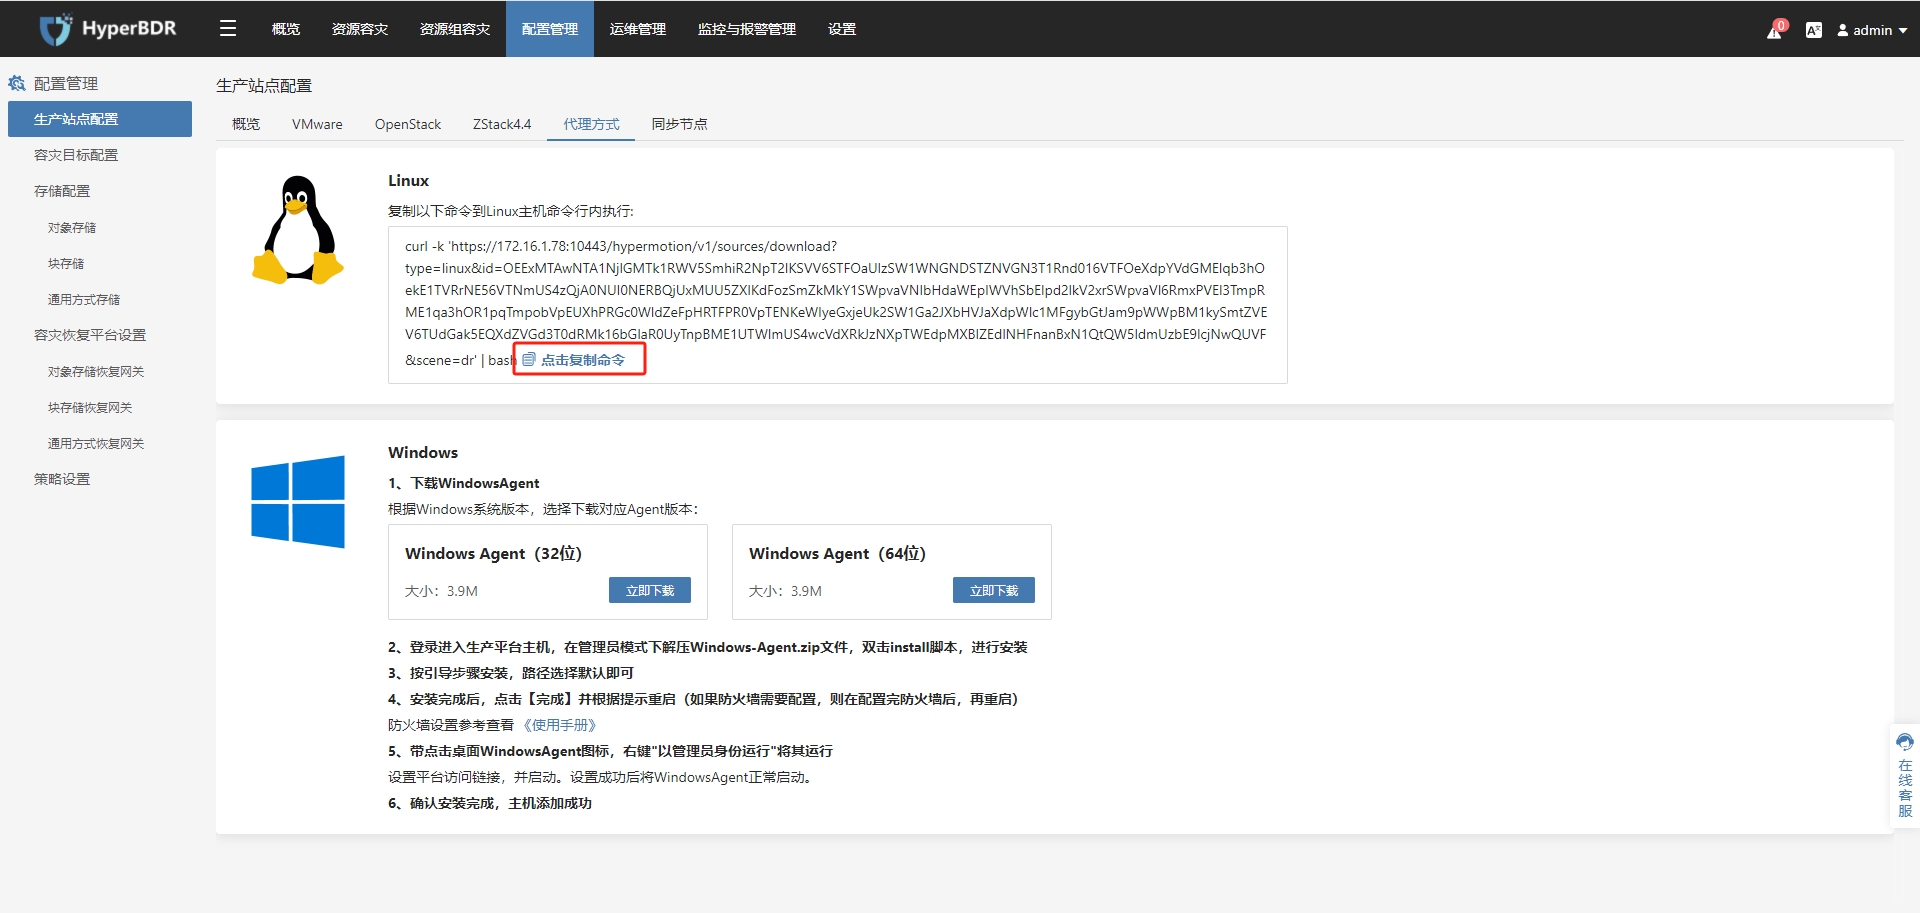 HyperBDR
概览
资源容灾
资源组容灾
配置管理
运维管理
监控与报警管理
设置
0
admin
配置管理
生产站点配置
容灾目标配置
存储配置
对象存储
块存储
通用方式存储
容灾恢复平台设置
对象存储恢复网关
块存储恢复网关
通用方式恢复网关
策略设置
生产站点配置
概览
VMware
OpenStack
ZStack4.4
代理方式
同步节点
Linux
复制以下命令到Linux主机命令行内执行:
curl -k 'https://172.16.1.78:10443/hypermotion/v1/sources/download?
&scene=dr' | bash
点击复制命令
Windows
1、下载WindowsAgent
根据Windows系统版本，选择下载对应Agent版本：
Windows Agent（32位）
大小：3.9M
立即下载
Windows Agent（64位）
大小：3.9M
立即下载
2、登录进入生产平台主机，在管理员模式下解压Windows-Agent.zip文件，双击install脚本，进行安装
3、按引导步骤安装，路径选择默认即可
4、安装完成后，点击【完成】并根据提示重启（如果防火墙需要配置，则在配置完防火墙后，再重启）
防火墙设置参考查看 《使用手册》
5、带点击桌面WindowsAgent图标，右键"以管理员身份运行"将其运行
设置平台访问链接，并启动。设置成功后将WindowsAgent正常启动。
6、确认安装完成，主机添加成功
在线客服